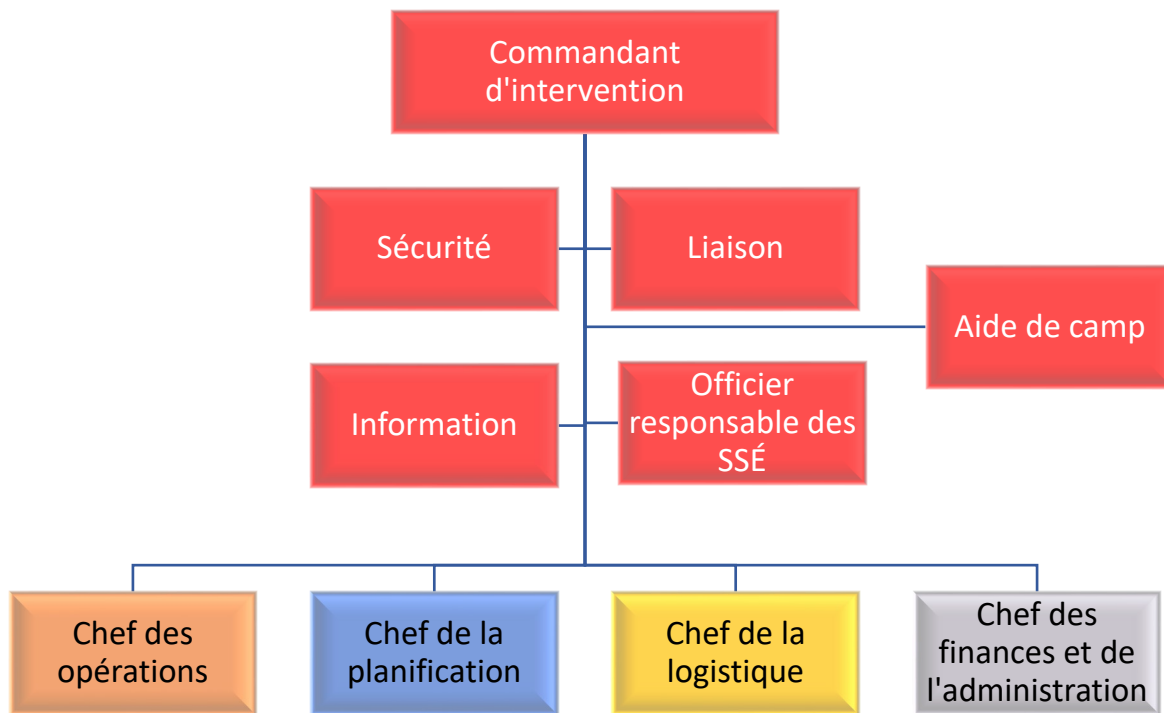 Commandant
d'intervention
Sécurité
Liaison
Aide de camp
Information
Officier
responsable des
SSÉ
Chef des
opérations
Chef de la
planification
Chef de la
logistique
Chef des
finances et de
l'administration